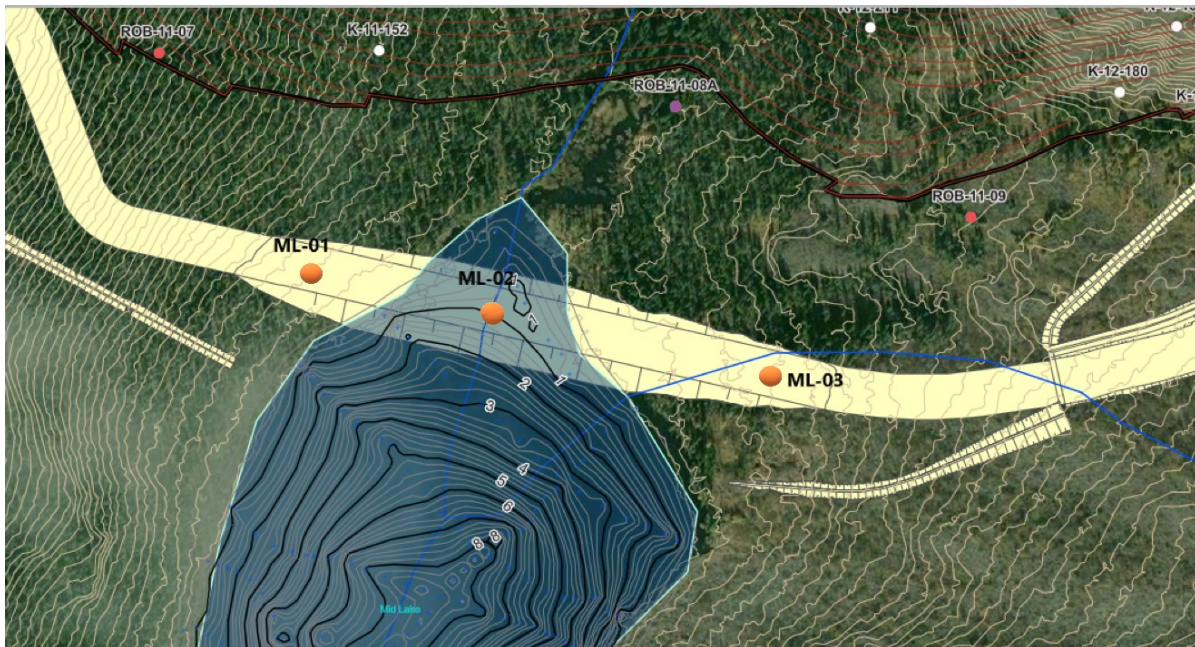 ROB-11-07
K-11-152
K-12-180
ROB-11-08A
ROB-11-09
ML-01
ML-02
ML-03
1
2
3
4
5
6
8
8
Mid Lake